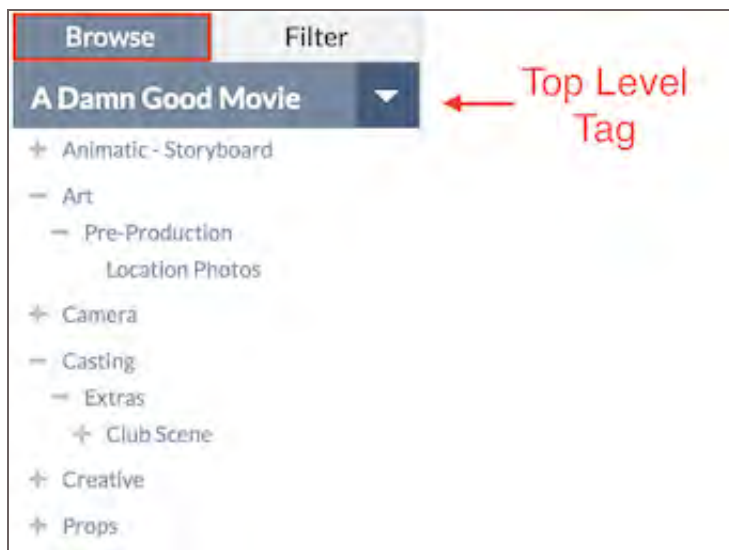 Browse Filter
A Damn Good Movie
Top Level
Tag
Animatic - Storyboard
Art
Pre-Production
Location Photos
Camera
Casting
Extras
Club Scene
Creative
Props